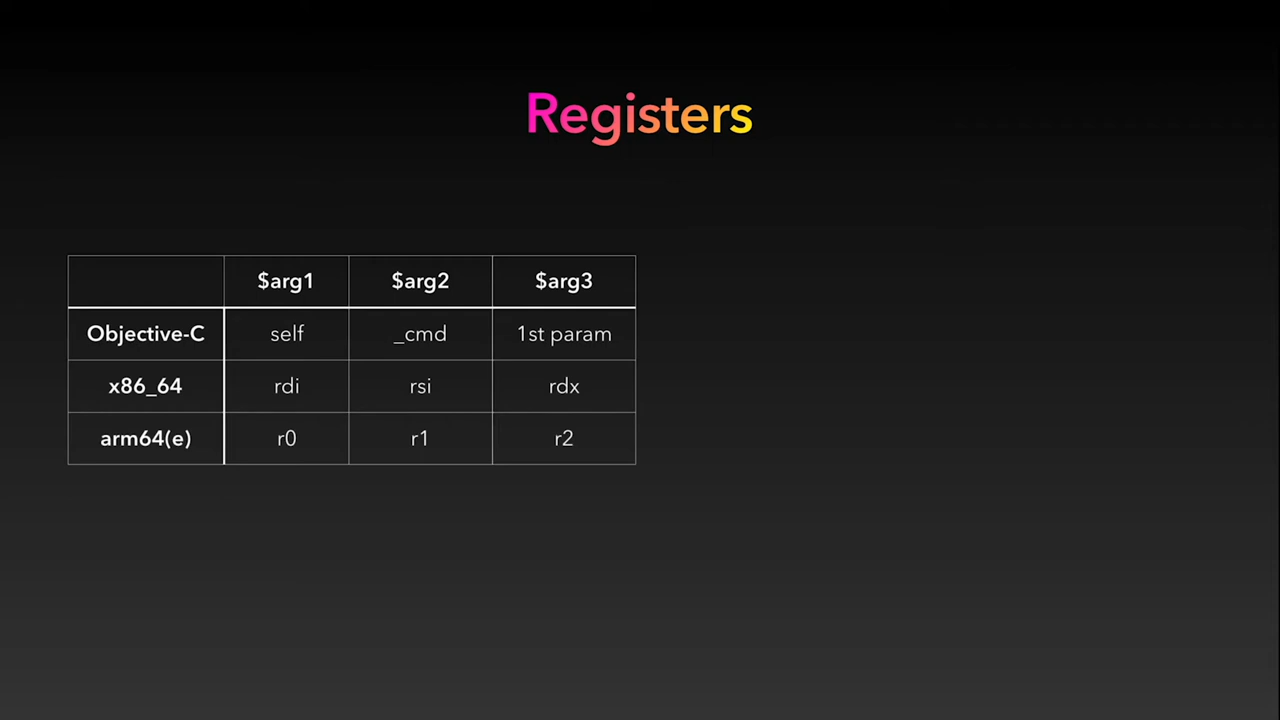 Registers
$arg1 $arg2 $arg3
Objective-C self _cmd 1st param
x86_64 rdi rsi rdx
arm64(e) r0 r1 r2